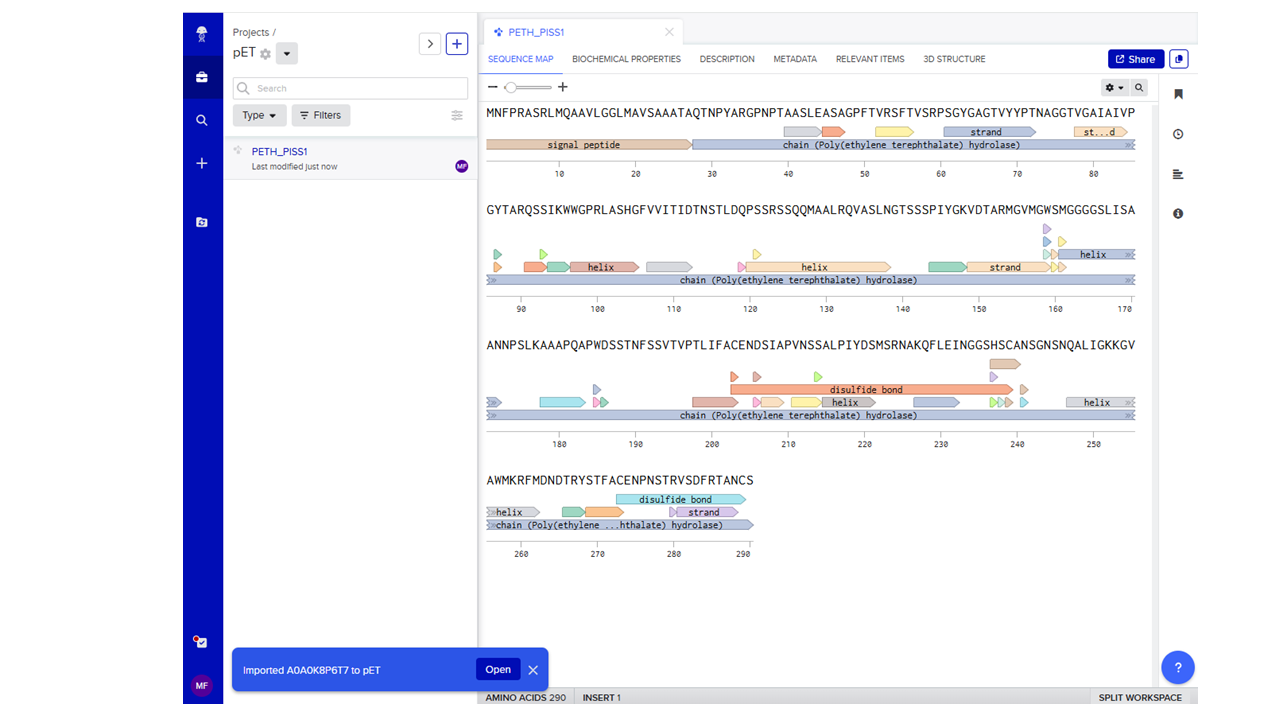 Projects /
pET
Search
Type
Filters
PETH_PISS1
Last modified just now
MF
PETH_PISS1
SEQUENCE MAP BIOCHEMICAL PROPERTIES DESCRIPTION METADATA RELEVANT ITEMS 3D STRUCTURE
Share
MNFPRASRLMQAAVLGGLMAVSAAATAQTNPYARGPNPTAASLEASAGPFTVRSFTVSRPSGYGAGTVYYPTNAGGTVGAIAIVP
strand st...d
signal peptide chain (Poly(ethylene terephthalate) hydrolase)
10 20 30 40 50 60 70 80
GYTARQSSIKWWGPRLASHGFVVITIDTNSTLDQPSSRSSQQMAALRQVASLNGTSSSPIYGKVDTARMGVMGWSMGGGGSLISA
helix
helix helix strand
chain (Poly(ethylene terephthalate) hydrolase)
90 100 110 120 130 140 150 160 170
ANNPSLKAAAPQAPWDSSTNFSSVTVPTLIFACENDSIAPVNSSALPIYDSMSRNAKQFLEINGGSHSCANSGNSNQALIGKKGV
disulfide bond
helix helix
chain (Poly(ethylene terephthalate) hydrolase)
180 190 200 210 220 230 240 250
AWMKRFMDNDTRYSTFACENPNSTRVSDFRTANCS
disulfide bond
helix strand
chain (Poly(ethylene ...hthalate) hydrolase)
260 270 280 290
MF
Imported A0A0K8P6T7 to pET
Open
AMINO ACIDS 290 INSERT 1 SPLIT WORKSPACE